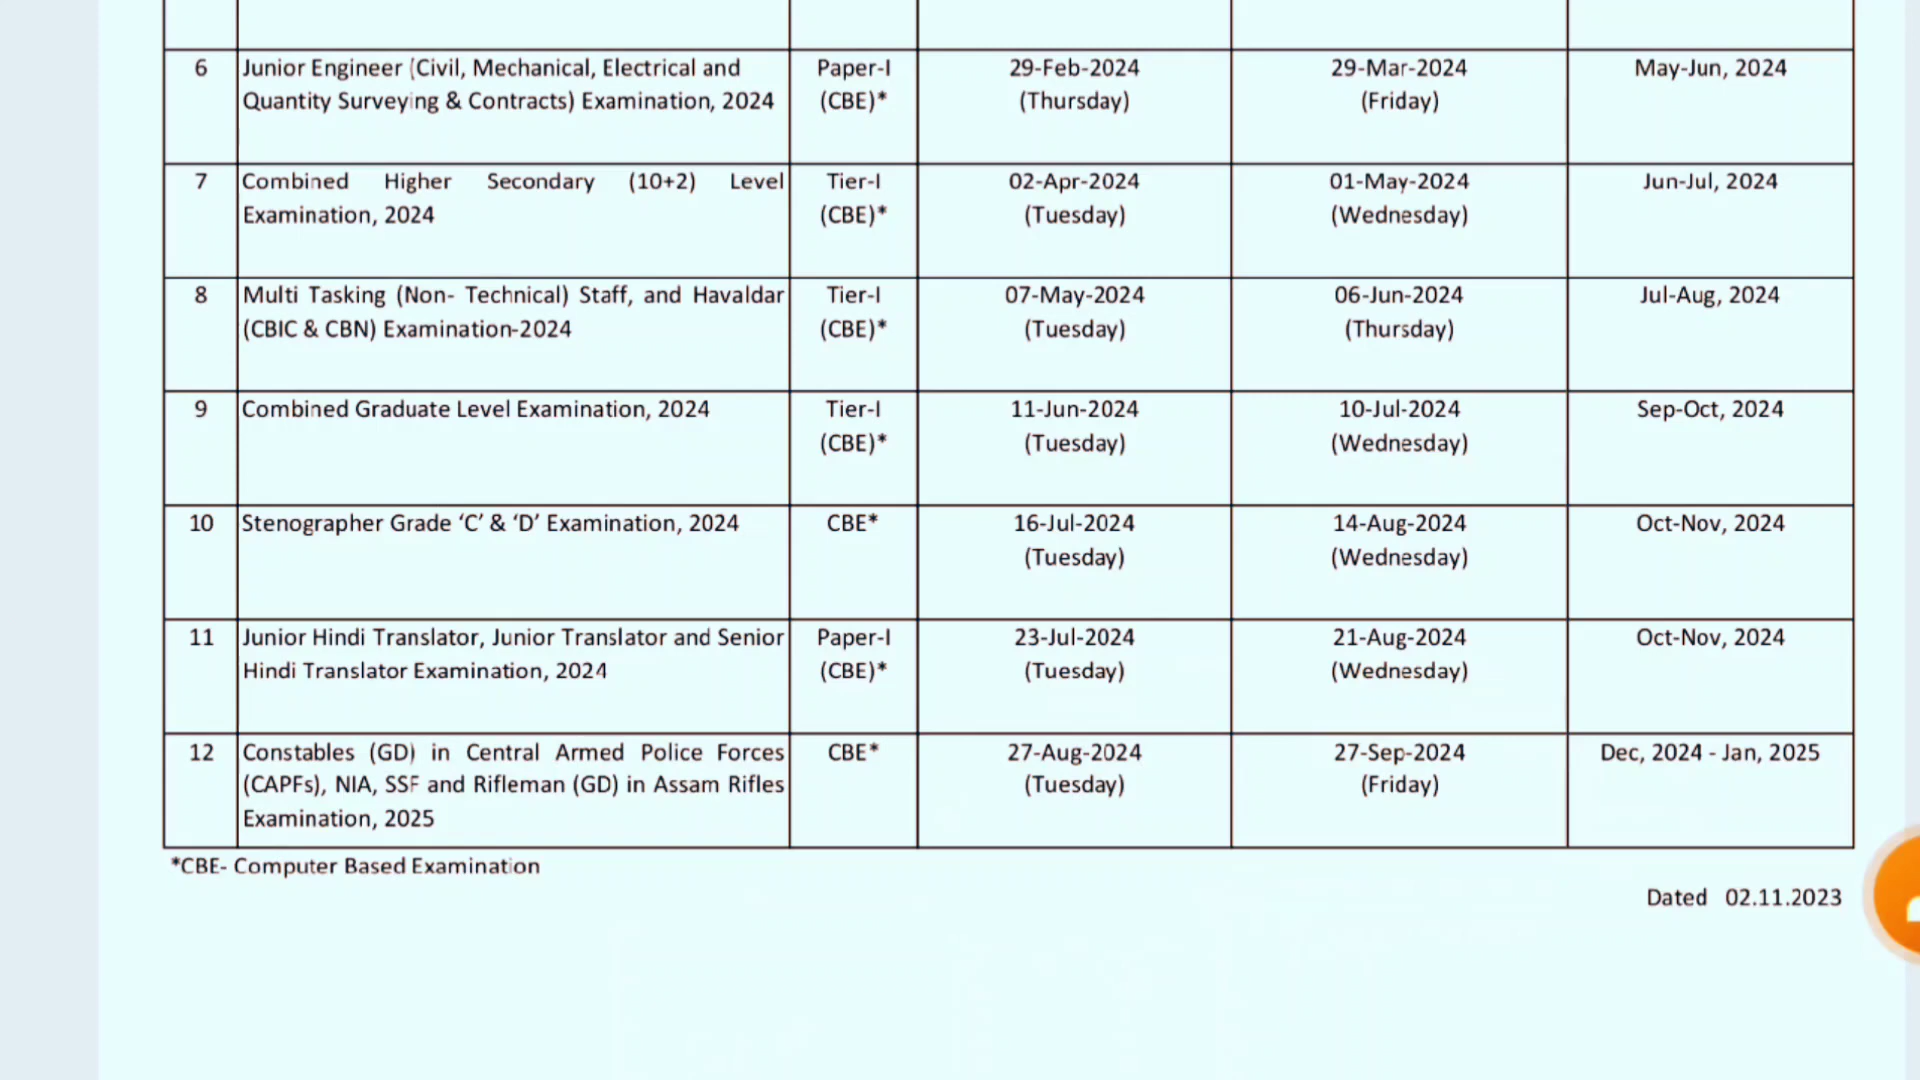 6 Junior Engineer (Civil, Mechanical, Electrical and Paper-I 29-Feb-2024 29-Mar-2024 May-Jun, 2024
Quantity Surveying & Contracts) Examination, 2024 (CBE)* (Thursday) (Friday)
7 Combined Higher Secondary (10+2) Level Tier-I 02-Apr-2024 01-May-2024 Jun-Jul, 2024
Examination, 2024 (CBE)* (Tuesday) (Wednesday)
8 Multi Tasking (Non- Technical) Staff, and Havaldar Tier-I 07-May-2024 06-Jun-2024 Jul-Aug, 2024
(CBIC & CBN) Examination-2024 (CBE)* (Tuesday) (Thursday)
9 Combined Graduate Level Examination, 2024 Tier-I 11-Jun-2024 10-Jul-2024 Sep-Oct, 2024
(CBE)* (Tuesday) (Wednesday)
10 Stenographer Grade ‘C’ & ‘D’ Examination, 2024 CBE* 16-Jul-2024 14-Aug-2024 Oct-Nov, 2024
(Tuesday) (Wednesday)
11 Junior Hindi Translator, Junior Translator and Senior Paper-I 23-Jul-2024 21-Aug-2024 Oct-Nov, 2024
Hindi Translator Examination, 2024 (CBE)* (Tuesday) (Wednesday)
12 Constables (GD) in Central Armed Police Forces CBE* 27-Aug-2024 27-Sep-2024 Dec, 2024 - Jan, 2025
(CAPFs), NIA, SSF and Rifleman (GD) in Assam Rifles (Tuesday) (Friday)
Examination, 2025
*CBE- Computer Based Examination
Dated 02.11.2023